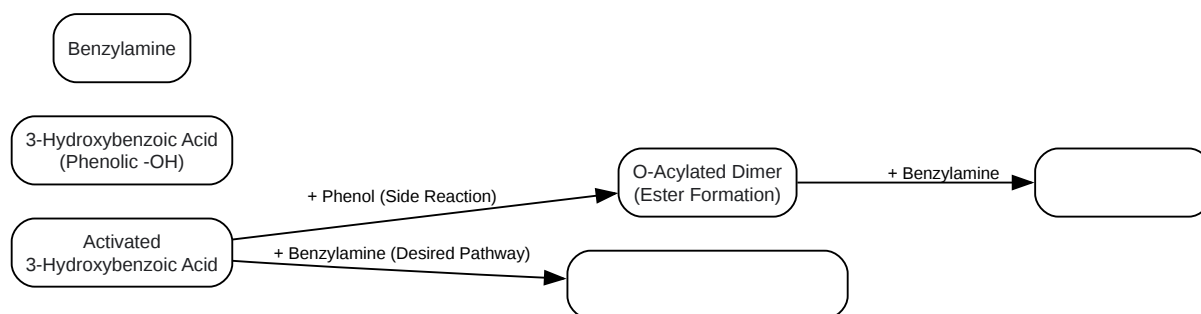 Benzylamine
3-Hydroxybenzoic Acid
(Phenolic -OH)
Activated
3-Hydroxybenzoic Acid
+ Phenol (Side Reaction)
+ Benzylamine (Desired Pathway)
O-Acylated Dimer
(Ester Formation)
+ Benzylamine